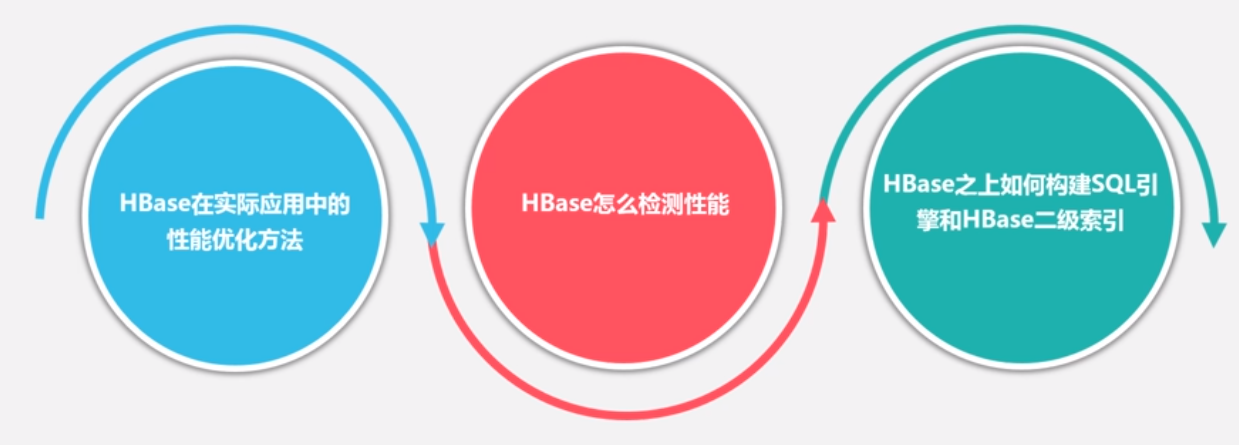 HBase在实际应用中的
性能优化方法
HBase怎么检测性能
HBase之上如何构建SQL引
擎和HBase二级索引